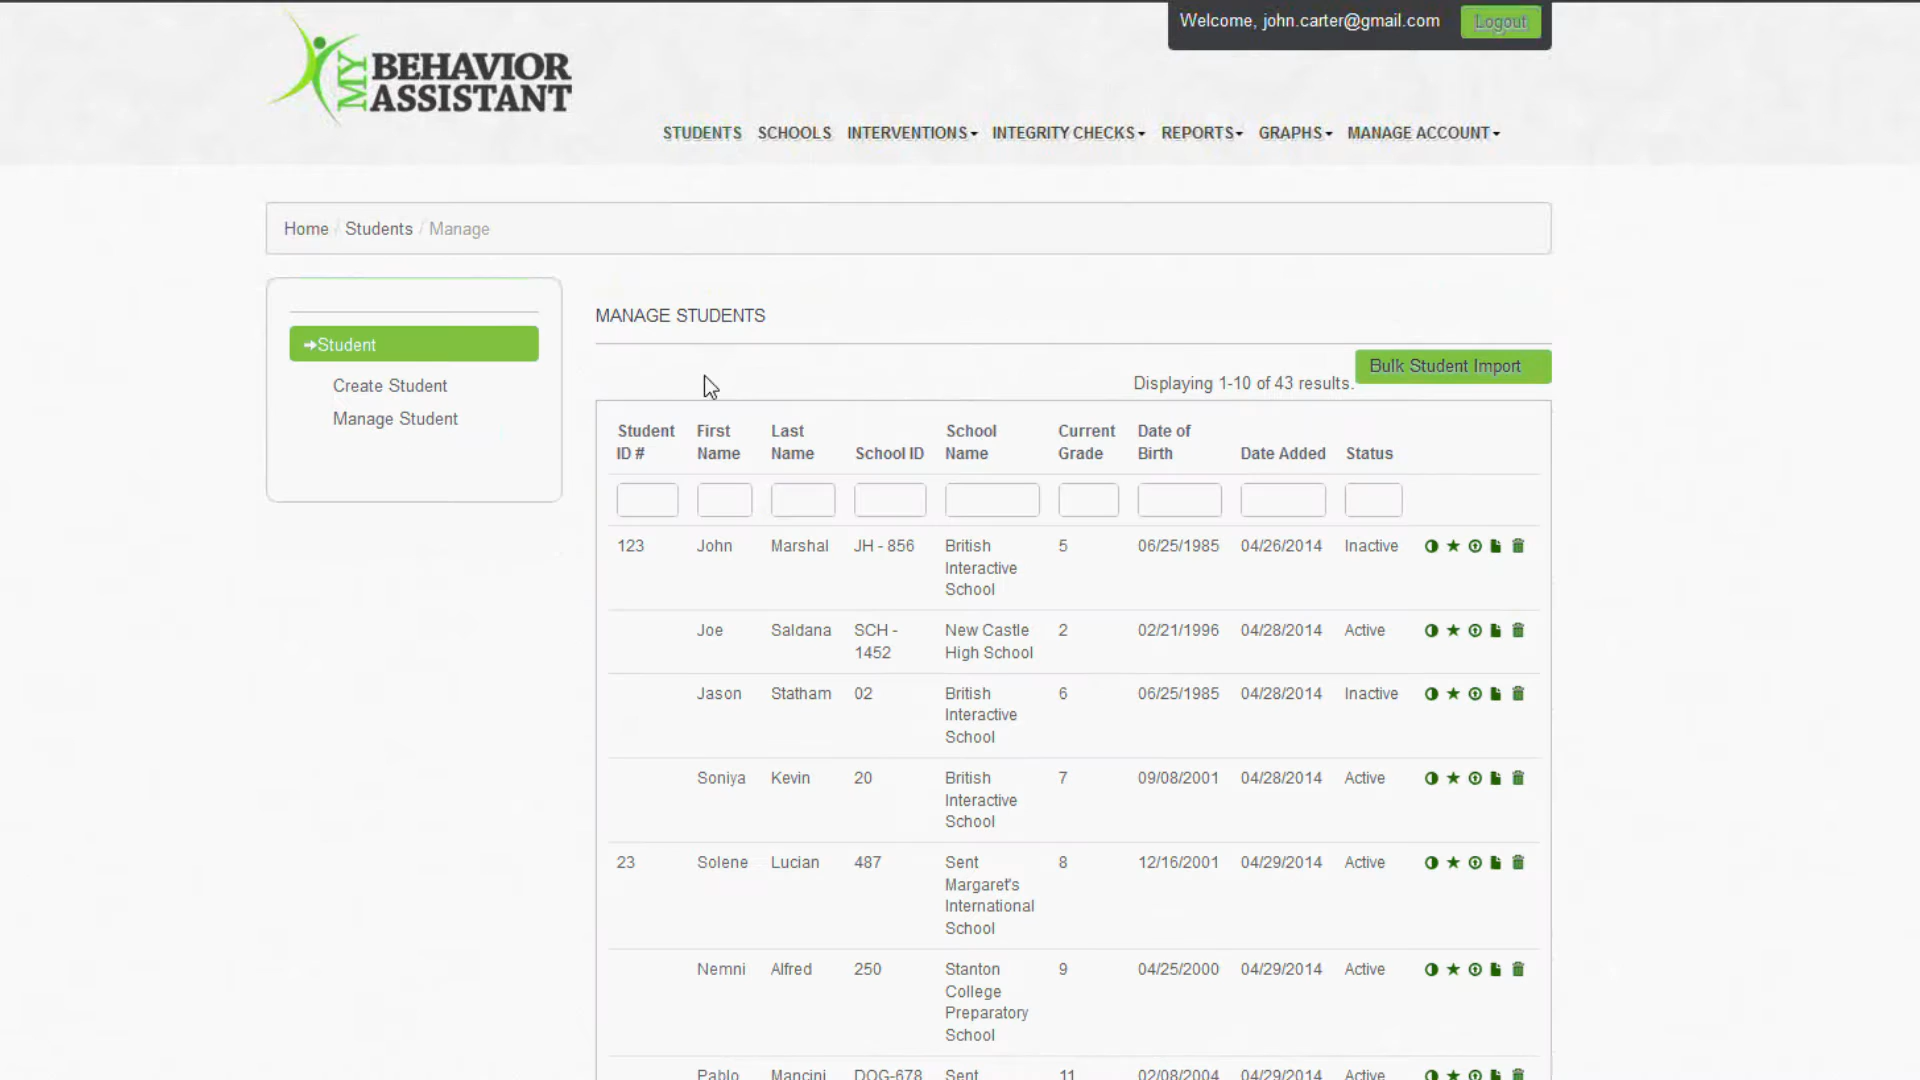 Welcome, john.carter@gmail.com Logout
MY BEHAVIOR ASSISTANT
STUDENTS SCHOOLS INTERVENTIONS INTEGRITY CHECKS REPORTS GRAPHS MANAGE ACCOUNT
Home / Students / Manage
Student
Create Student
Manage Student
MANAGE STUDENTS
Bulk Student Import
Displaying 1-10 of 43 results.
Student First Last School Current Date of
ID # Name Name School ID Name Grade Birth Date Added Status
123 John Marshal JH - 856 British 5 06/25/1985 04/26/2014 Inactive
Interactive
School
Joe Saldana SCH - New Castle 2 02/21/1996 04/28/2014 Active
1452 High School
Jason Statham 02 British 6 06/25/1985 04/28/2014 Inactive
Interactive
School
Soniya Kevin 20 British 7 09/08/2001 04/28/2014 Active
Interactive
School
23 Solene Lucian 487 Sent 8 12/16/2001 04/29/2014 Active
Margaret's
International
School
Nemni Alfred 250 Stanton 9 04/25/2000 04/29/2014 Active
College
Preparatory
School
Pablo Mancini DOG-678 Sent 11 02/08/2004 04/29/2014 Active